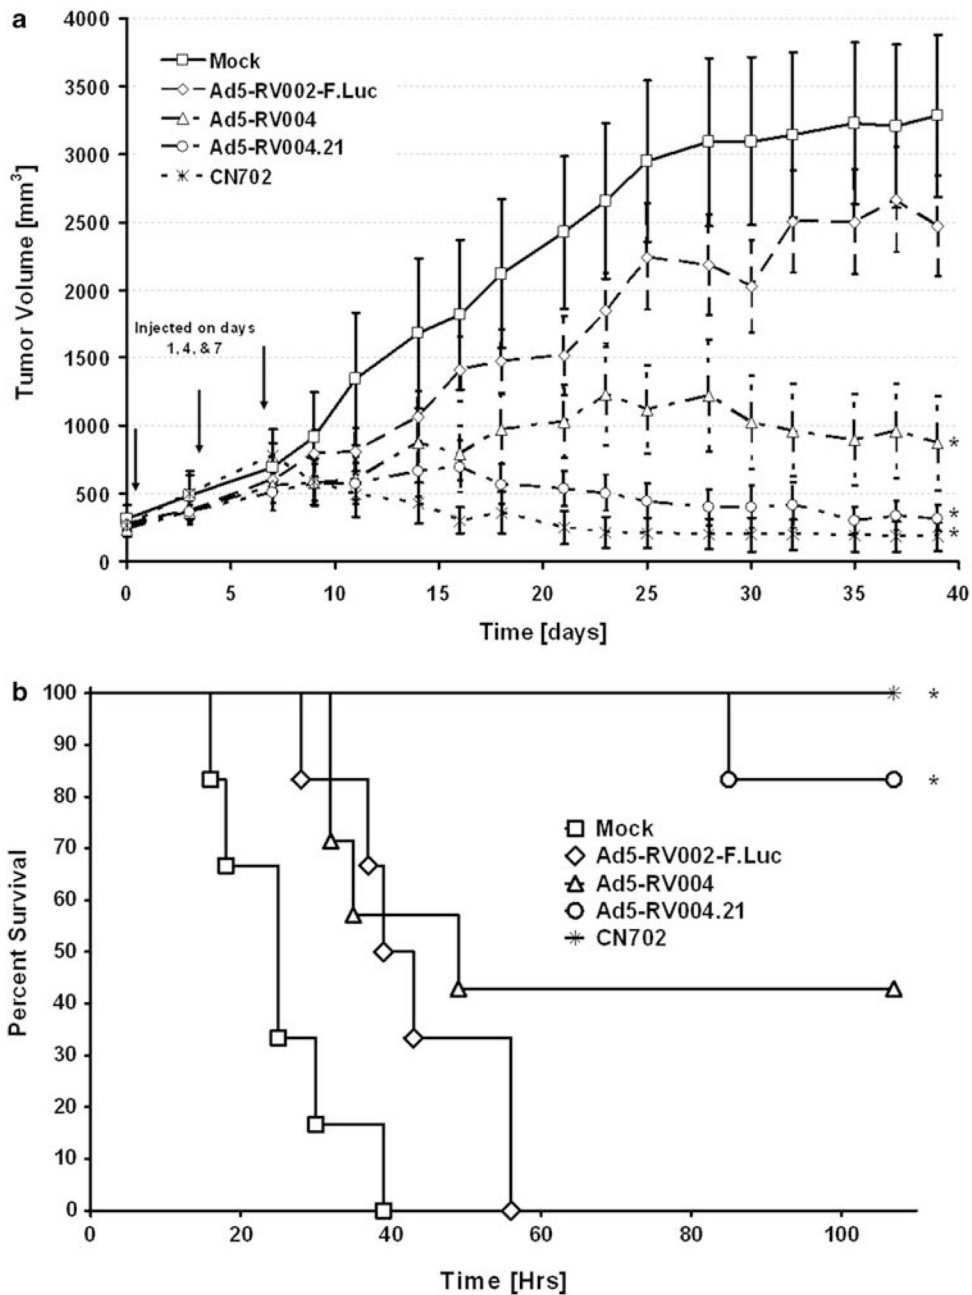 a
Tumor Volume [mm³]
4000
3500
3000
2500
2000
1500
1000
500
0
Mock
Ad5-RV002-F.Luc
Ad5-RV004
Ad5-RV004.21
CN702
Injected on days
1, 4, & 7
*
*
*
0 5 10 15 20 25 30 35 40
Time [days]
b
Percent Survival
100
90
80
70
60
50
40
30
20
10
0
*
*
Mock
Ad5-RV002-F.Luc
Ad5-RV004
Ad5-RV004.21
CN702
0 20 40 60 80 100
Time [Hrs]